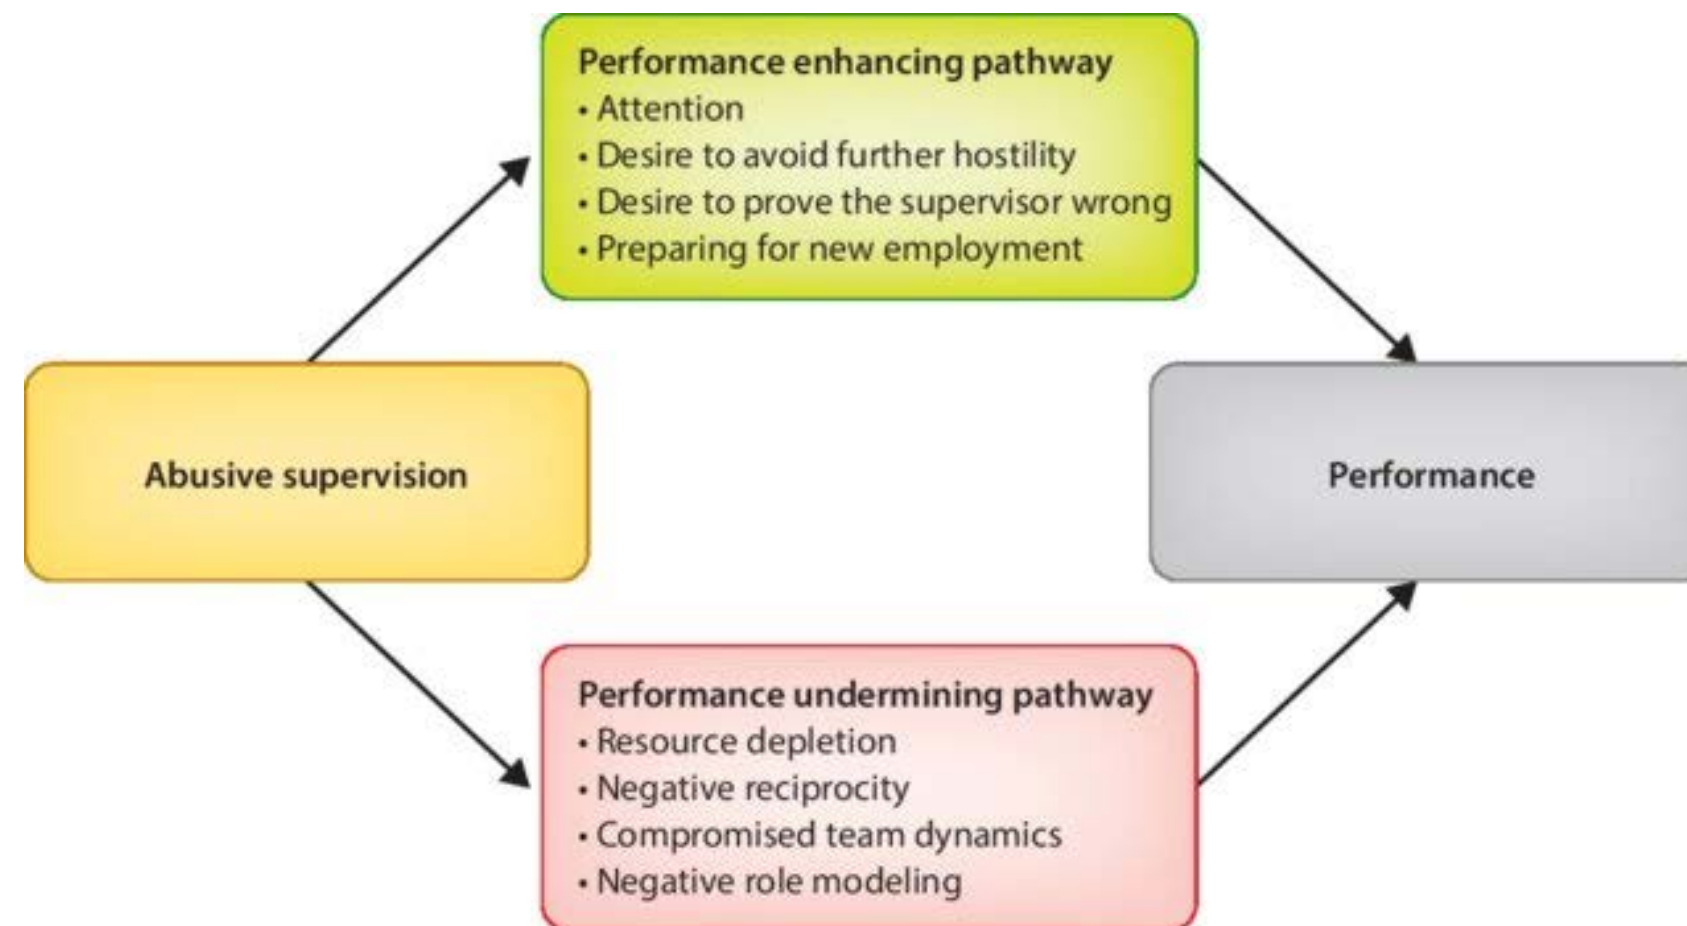 Performance enhancing pathway
• Attention
• Desire to avoid further hostility
• Desire to prove the supervisor wrong
• Preparing for new employment
Abusive supervision
Performance
Performance undermining pathway
• Resource depletion
• Negative reciprocity
• Compromised team dynamics
• Negative role modeling